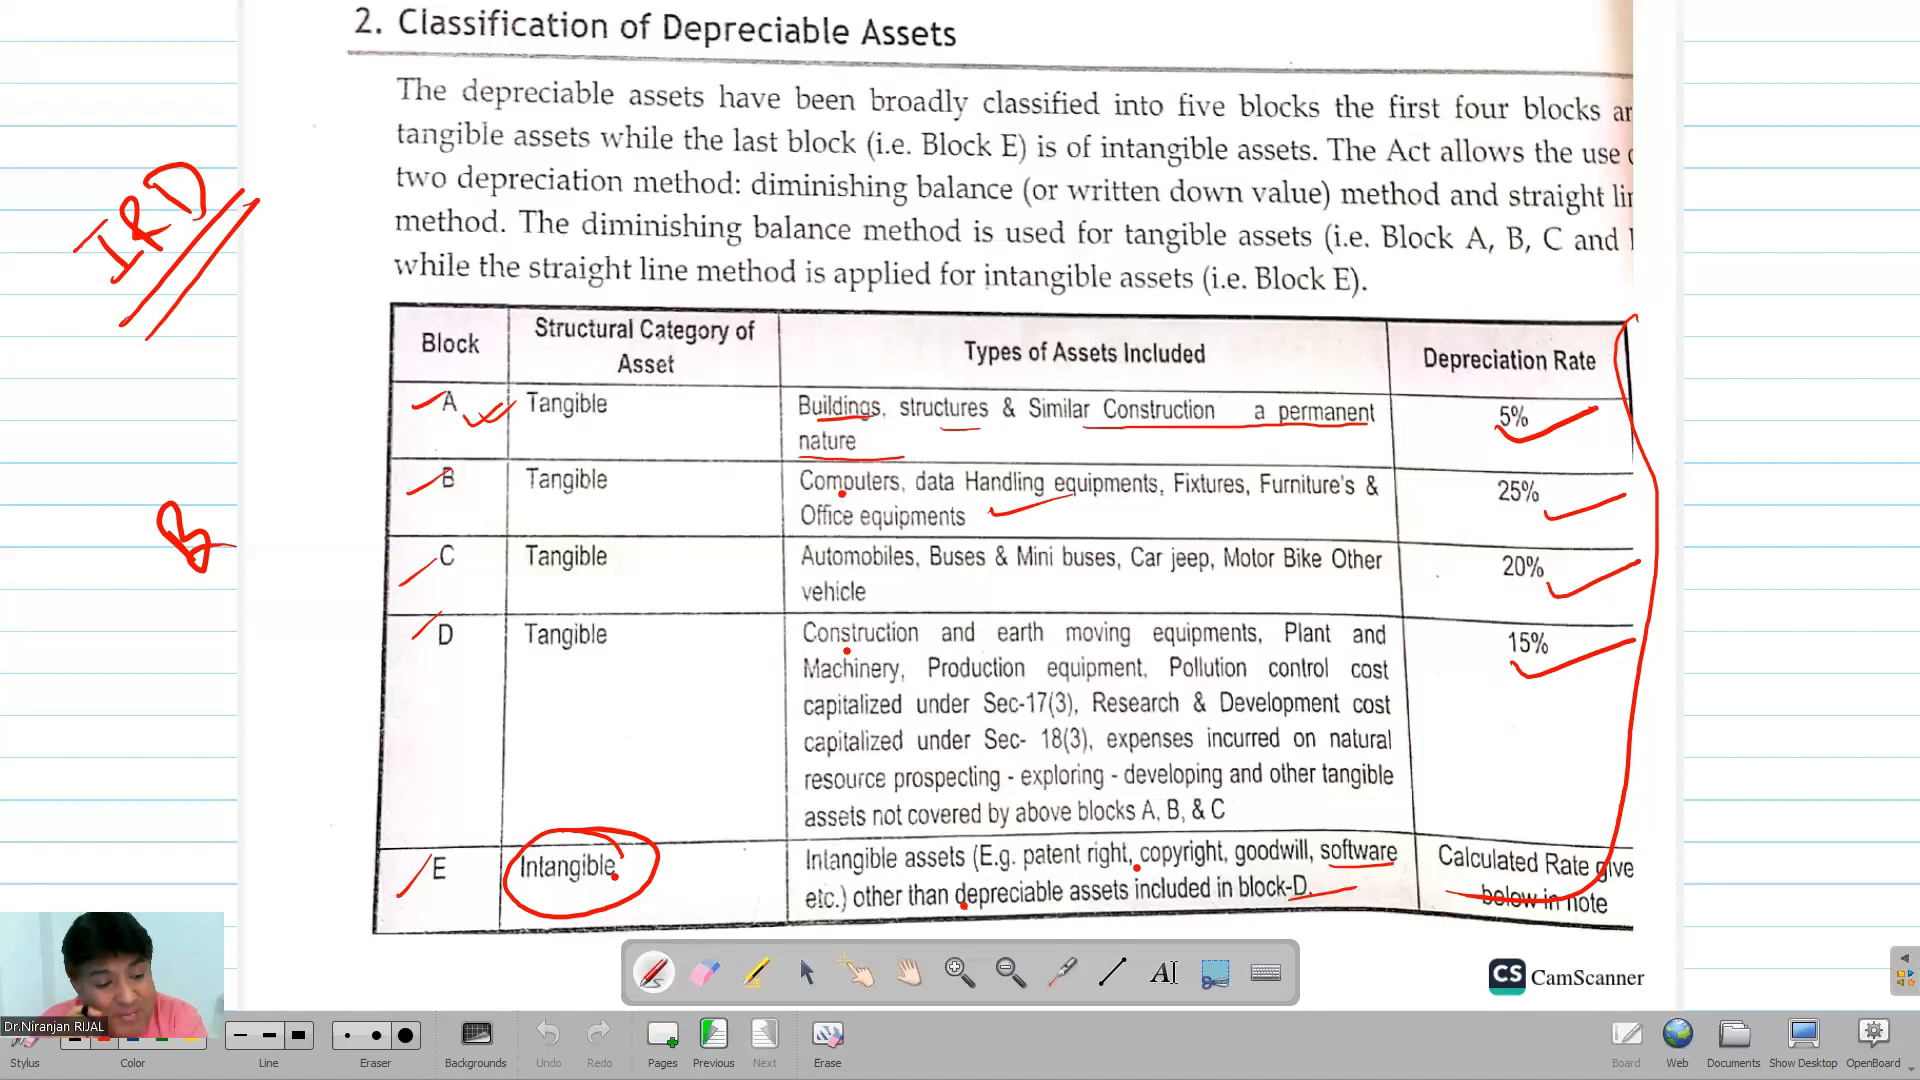 2. Classification of Depreciable Assets
The depreciable assets have been broadly classified into five blocks the first four blocks ar
tangible assets while the last block (i.e. Block E) is of intangible assets. The Act allows the use
two depreciation method: diminishing balance (or written down value) method and straight lin
method. The diminishing balance method is used for tangible assets (i.e. Block A, B, C and
while the straight line method is applied for intangible assets (i.e. Block E).
IRD
Block
Structural Category of
Asset
Types of Assets Included
Depreciation Rate
A
Tangible
Buildings, structures & Similar Construction a permanent
nature
5%
B
Tangible
Computers, data Handling equipments, Fixtures, Furniture's &
Office equipments
25%
B
C
Tangible
Automobiles, Buses & Mini buses, Car jeep, Motor Bike Other
vehicle
20%
D
Tangible
Construction and earth moving equipments, Plant and
Machinery, Production equipment, Pollution control cost
capitalized under Sec-17(3), Research & Development cost
capitalized under Sec- 18(3), expenses incurred on natural
resource prospecting - exploring - developing and other tangible
assets not covered by above blocks A, B, & C
15%
E
Intangible
Intangible assets (E.g. patent right, copyright, goodwill, software
etc.) other than depreciable assets included in block-D.
Calculated Rate give
below in note
CS CamScanner
Dr.Niranjan RIJAL
Stylus
Color
Line
Eraser
Backgrounds
Undo
Redo
Pages
Previous
Next
Erase
Board
Web
Documents
Show Desktop
OpenBoard